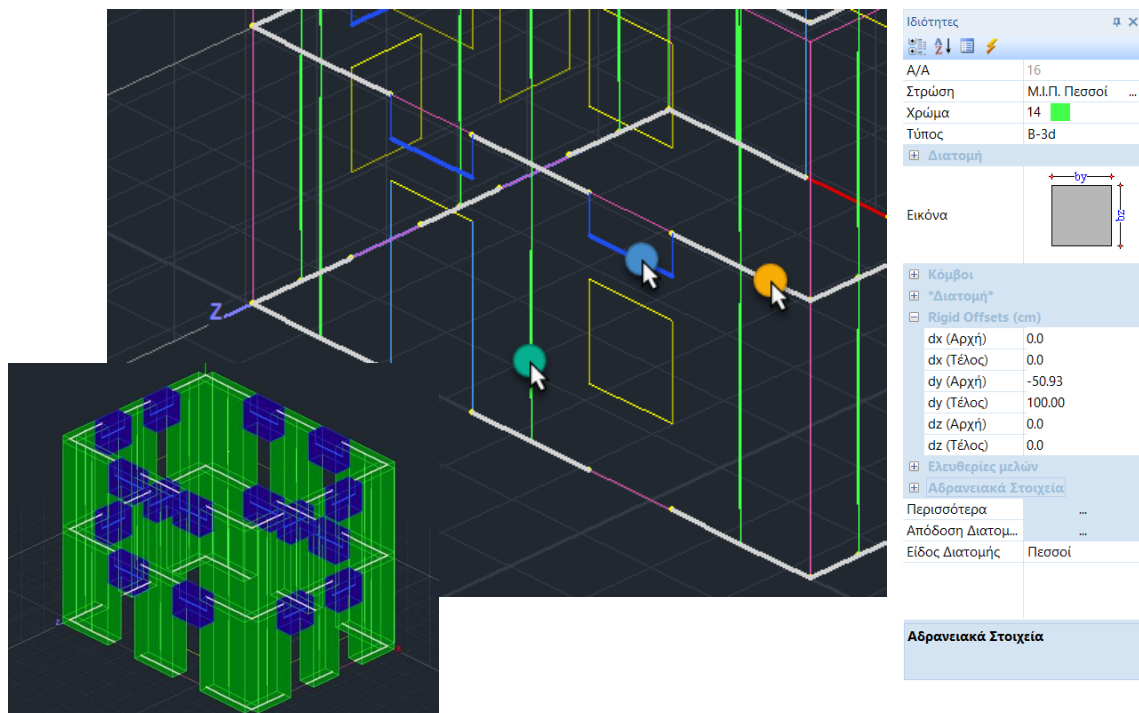 Ιδιότητες
Α/Α 16
Στρώση Μ.Ι.Π. Πεσσοί ...
Χρώμα 14
Τύπος B-3d
Διατομή
by
Εικόνα
bz
Κόμβοι
"Διατομή"
Rigid Offsets (cm)
dx (Αρχή) 0.0
dx (Τέλος) 0.0
dy (Αρχή) -50.93
dy (Τέλος) 100.00
dz (Αρχή) 0.0
dz (Τέλος) 0.0
Ελευθερίες μελών
Αδρανειακά Στοιχεία
Περισσότερα ...
Απόδοση Διατομ... ...
Είδος Διατομής Πεσσοί
Αδρανειακά Στοιχεία
Z